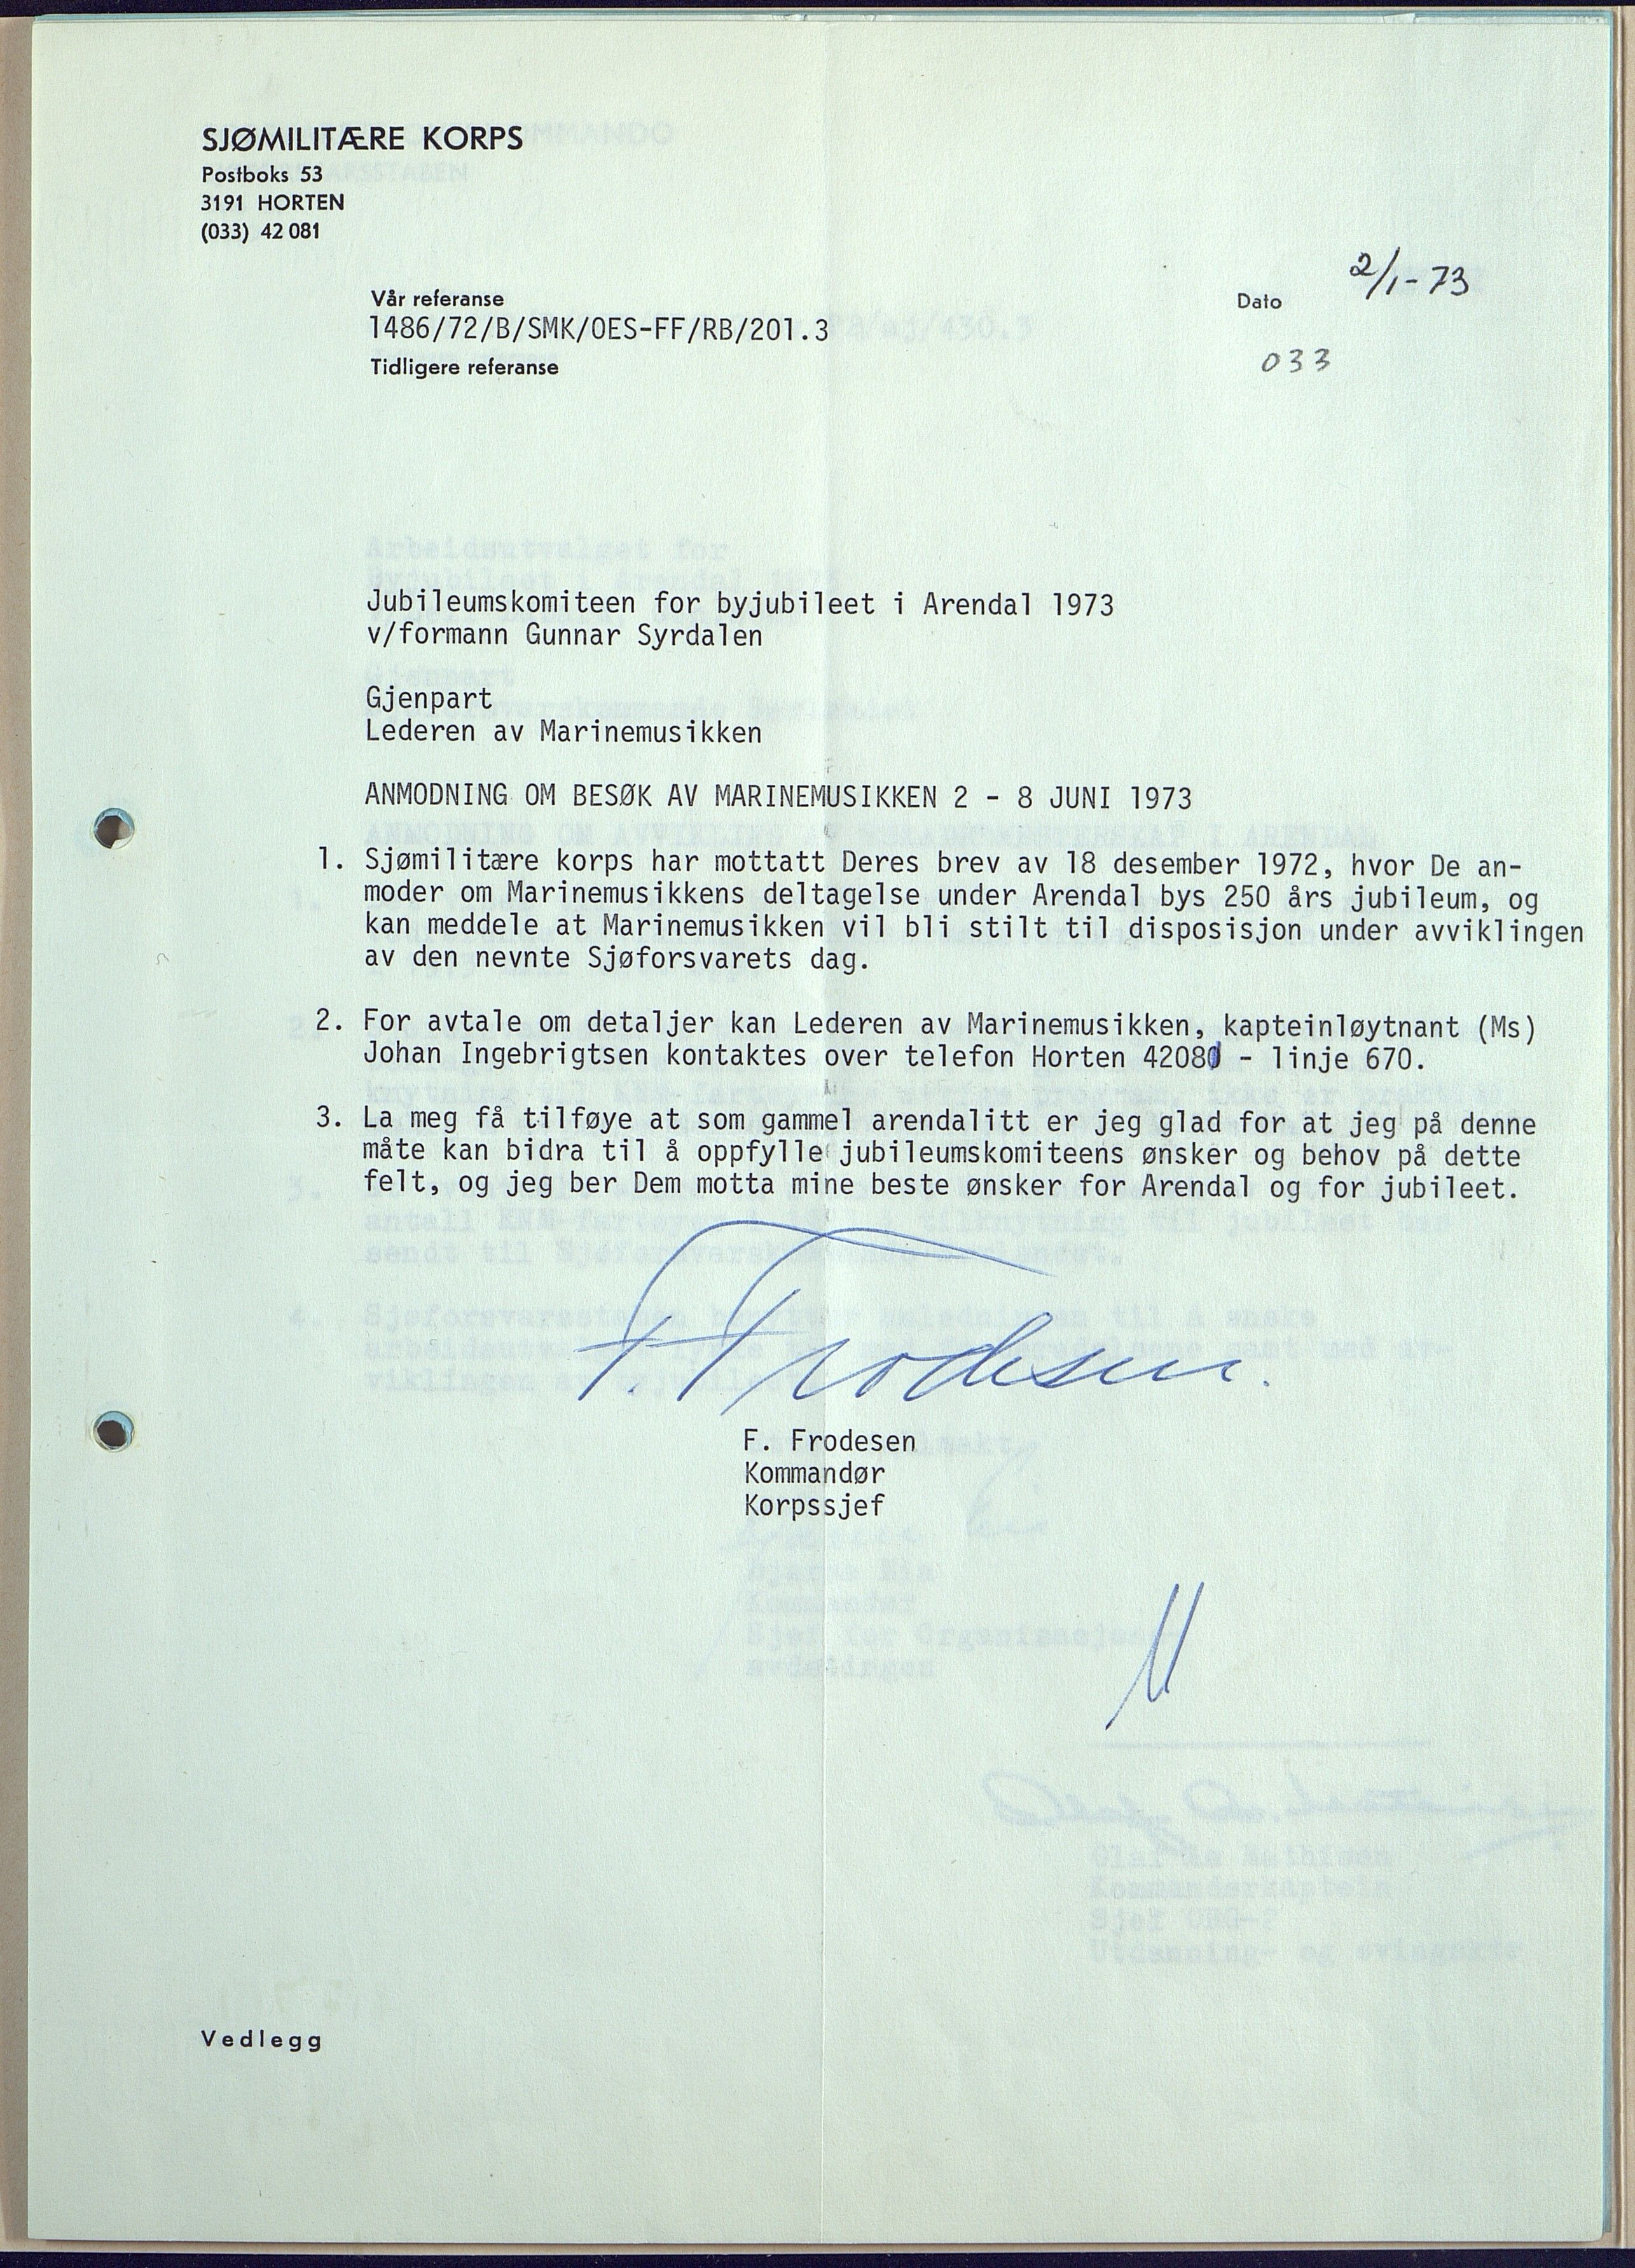 SJØMILITÆRE KORPS
Postboks 53
3191 HORTEN
(033) 42 081
2/1-73
Vår referanse
Dato
1486/72/B/SMK/OES-FF/RB/201.3
Tidligere referanse
033
Jubileumskomiteen for byjubileet i Arendal 1973
v/formann Gunnar Syrdalen
Gjenpart
Lederen av Marinemusikken
ANMODNING OM BESØK AV MARINEMUSIKKEN 2 - 8 JUNI 1973
1. Sjømilitære korps har mottatt Deres brev av 18 desember 1972, hvor De an-
moder om Marinemusikkens deltagelse under Arendal bys 250 års jubileum, og
kan meddele at Marinemusikken vil bli stilt til disposisjon under avviklingen
av den nevnte Sjøforsvarets dag.
2. For avtale om detaljer kan Lederen av Marinemusikken, kapteinløytnant (Ms)
Johan Ingebrigtsen kontaktes over telefon Horten 42081 - linje 670.
3. La meg få tilføye at som gammel arendalitt er jeg glad for at jeg på denne
måte kan bidra til å oppfylle jubileumskomiteens ønsker og behov på dette
felt, og jeg ber Dem motta mine beste ønsker for Arendal og for jubileet.
F. Frodesen.
F. Frodesen
Kommandør
Korpssjef
Vedlegg